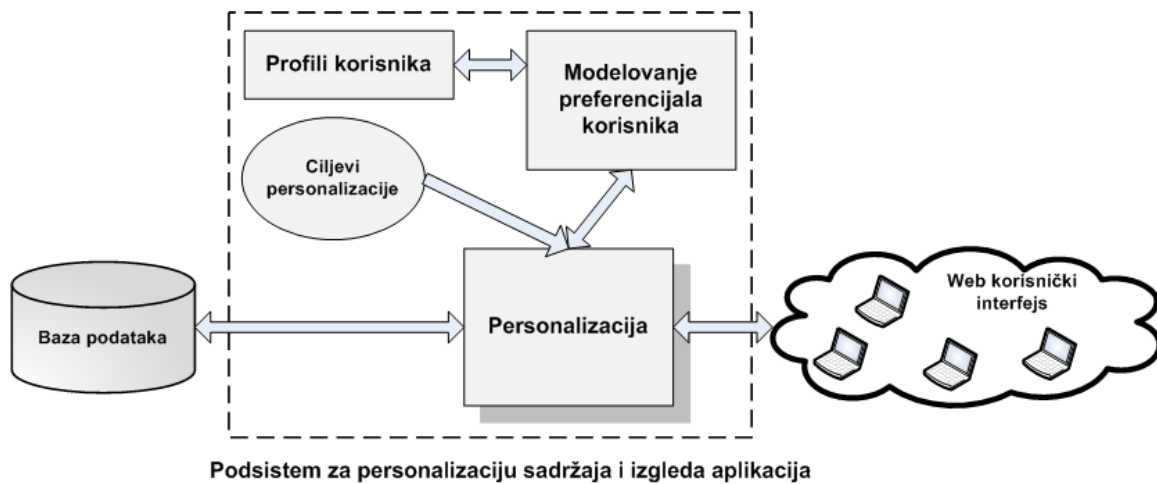 Profili korisnika
Modelovanje
preferencijala
korisnika
Ciljevi
personalizacije
Baza podataka
Personalizacija
Web korisnički
interfejs
Podsistem za personalizaciju sadržaja i izgleda aplikacija